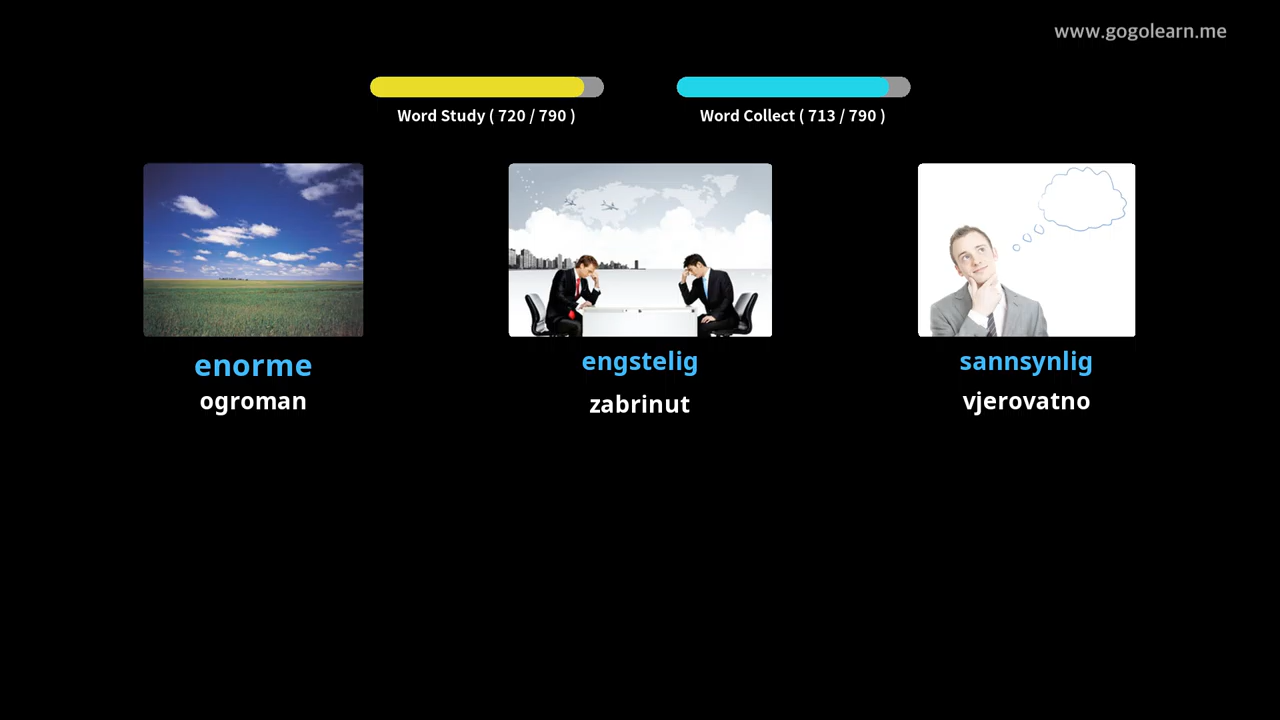 www.gogolearn.me
Word Study ( 720 / 790 )
Word Collect ( 713 / 790 )
enorme
ogroman
engstelig
zabrinut
sannsynlig
vjerovatno